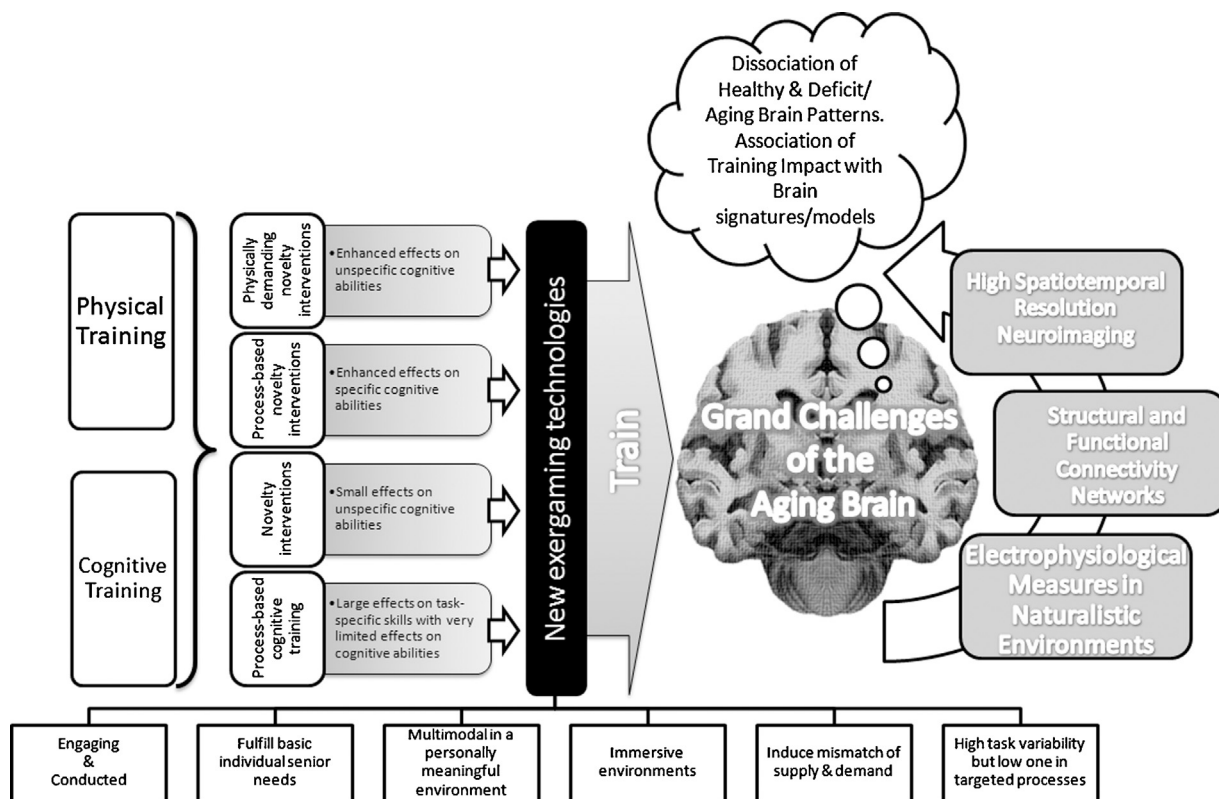 Dissociation of
Healthy & Deficit/
Aging Brain Patterns.
Association of
Training Impact with
Brain
signatures/models
Physical
Training
Cognitive
Training
Physically
demanding
novelty
interventions
•Enhanced effects on
unspecific cognitive
abilities
Process-based
novelty
interventions
•Enhanced effects on
specific cognitive
abilities
Novelty
interventions
•Small effects on
unspecific cognitive
abilities
Process-based
cognitive
training
•Large effects on task-
specific skills with very
limited effects on
cognitive abilities
New exergaming technologies
Train
Grand Challenges
of the
Aging Brain
High Spatiotemporal
Resolution
Neuroimaging
Structural and
Functional
Connectivity
Networks
Electrophysiological
Measures in
Naturalistic
Environments
Engaging
&
Conducted
Fulfill basic
individual senior
needs
Multimodal in a
personally
meaningful
environment
Immersive
environments
Induce mismatch of
supply & demand
High task variability
but low one in
targeted processes